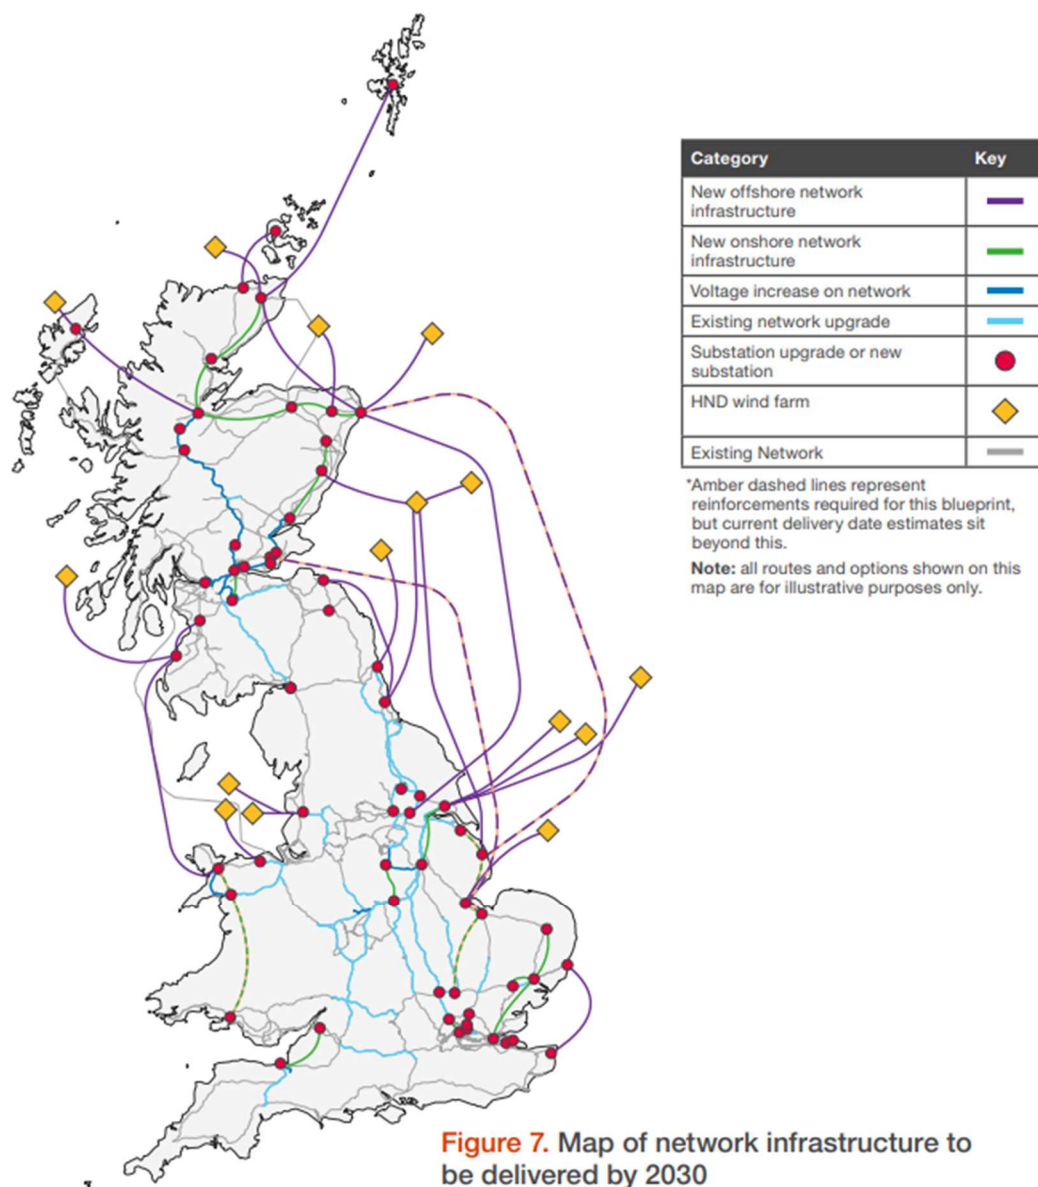 Category Key
New offshore network
infrastructure
New onshore network
infrastructure
Voltage increase on network
Existing network upgrade
Substation upgrade or new
substation
HND wind farm
Existing Network
*Amber dashed lines represent
reinforcements required for this blueprint,
but current delivery date estimates sit
beyond this.
Note: all routes and options shown on this
map are for illustrative purposes only.
Figure 7. Map of network infrastructure to
be delivered by 2030